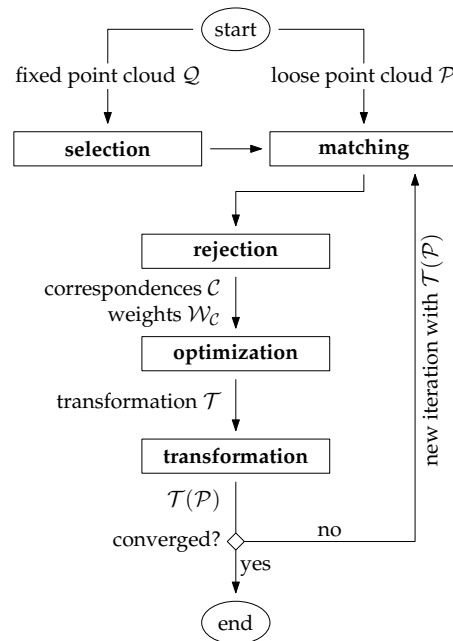 start
fixed point cloud 𝒬
loose point cloud 𝒫
selection
matching
rejection
correspondences 𝒞
weights 𝒲_𝒞
optimization
transformation 𝒯
transformation
𝒯(𝒫)
converged?
no
yes
end
new iteration with 𝒯(𝒫)